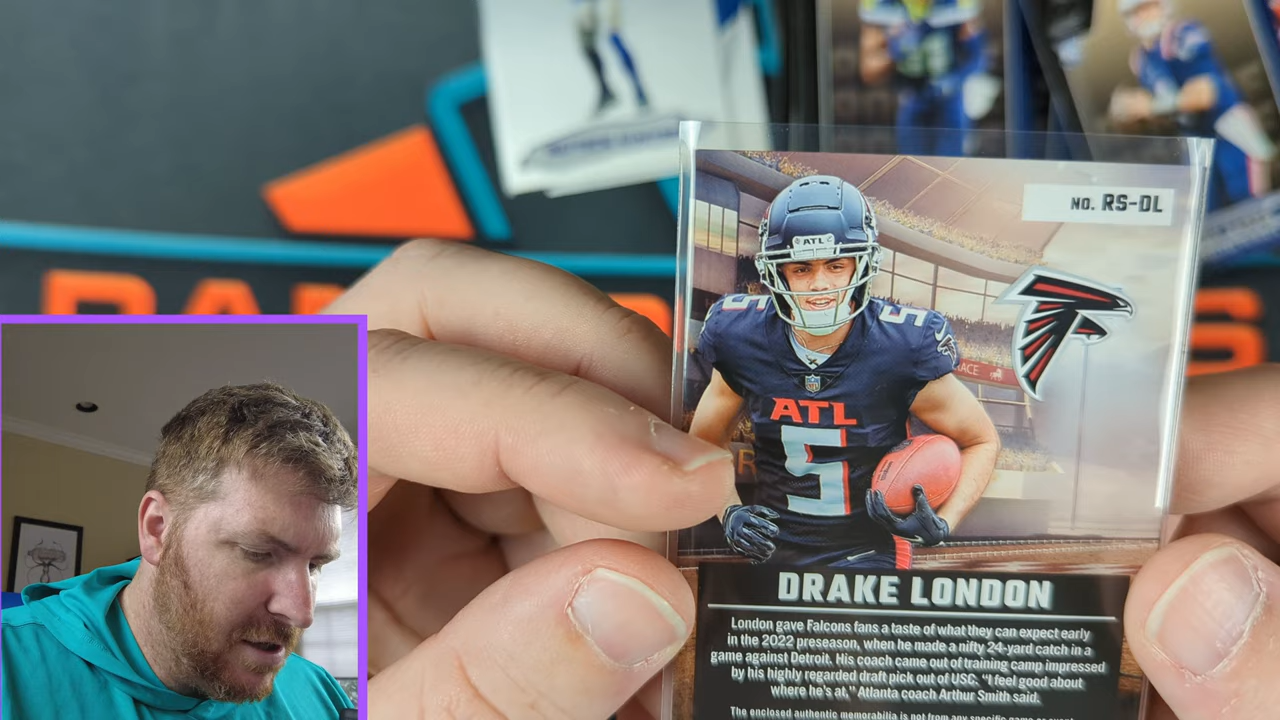 NO. RS-DL
ATL
5
5
ATL
5
DRAKE LONDON
London gave Falcons fans a taste of what they can expect early
in the 2022 preseason, when he made a nifty 24-yard catch in a
game against Detroit. His coach came out of training camp impressed
by his highly regarded draft pick out of USC. "I feel good about
where he's at," Atlanta coach Arthur Smith said.
The enclosed authentic memorabilia is not from any specific game or event